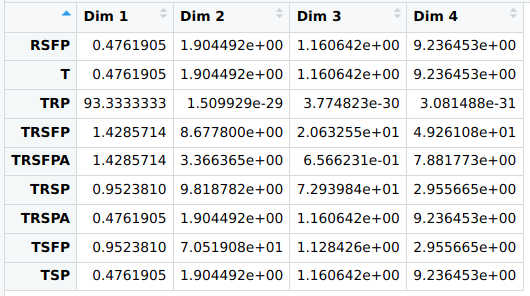 Dim 1 Dim 2 Dim 3 Dim 4
RSFP 0.4761905 1.904492e+00 1.160642e+00 9.236453e+00
T 0.4761905 1.904492e+00 1.160642e+00 9.236453e+00
TRP 93.3333333 1.509929e-29 3.774823e-30 3.081488e-31
TRSFP 1.4285714 8.677800e+00 2.063255e+01 4.926108e+01
TRSFPA 1.4285714 3.366365e+00 6.566231e-01 7.881773e+00
TRSP 0.9523810 9.818782e+00 7.293984e+01 2.955665e+00
TRSPA 0.4761905 1.904492e+00 1.160642e+00 9.236453e+00
TSFP 0.9523810 7.051908e+01 1.128426e+00 2.955665e+00
TSP 0.4761905 1.904492e+00 1.160642e+00 9.236453e+00